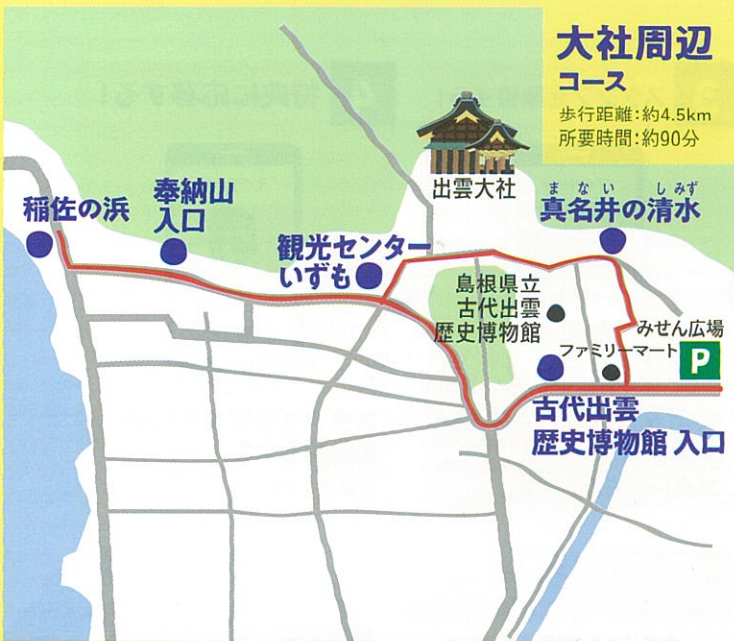 大社周辺
コース
歩行距離：約4.5km
所要時間：約90分
出雲大社
稲佐の浜
奉納山
入口
観光センター
いずも
まない しみず
真名井の清水
島根県立
古代出雲
歴史博物館
みせん広場
ファミリーマート
P
古代出雲
歴史博物館 入口